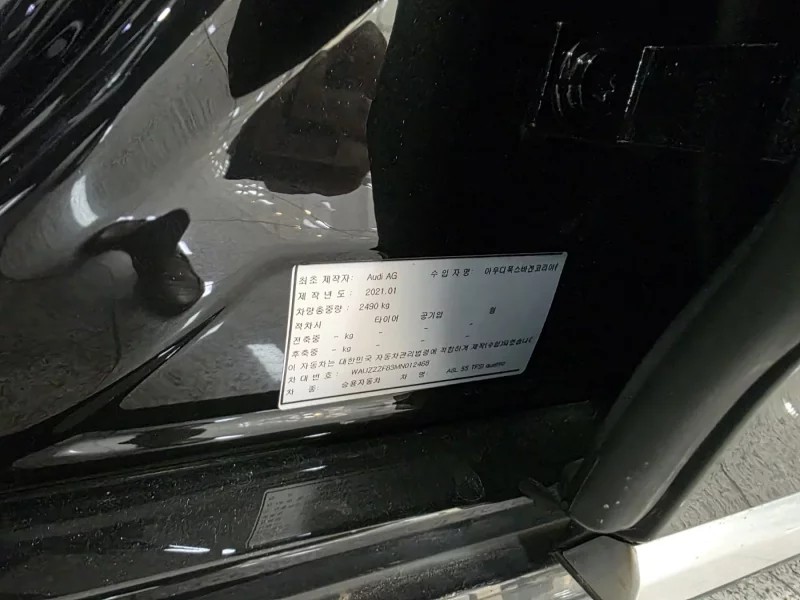 최초 제작자: Audi AG 수 입 자 명: 아우디폭스바겐코리아(
제 작 년 도: 2021.01
차량총중량: 2490 kg
적차시 타이어 공기압 휠
전축중 - kg - - -
후축중 - kg - - -
이 자동차는 대한민국 자동차관리법령에 적합하게 제작(수입)되었습니다
차 대 번 호: WAUZZZF83MN012468
차 종 승용자동차 차 명 A8L 55 TFSI quattro